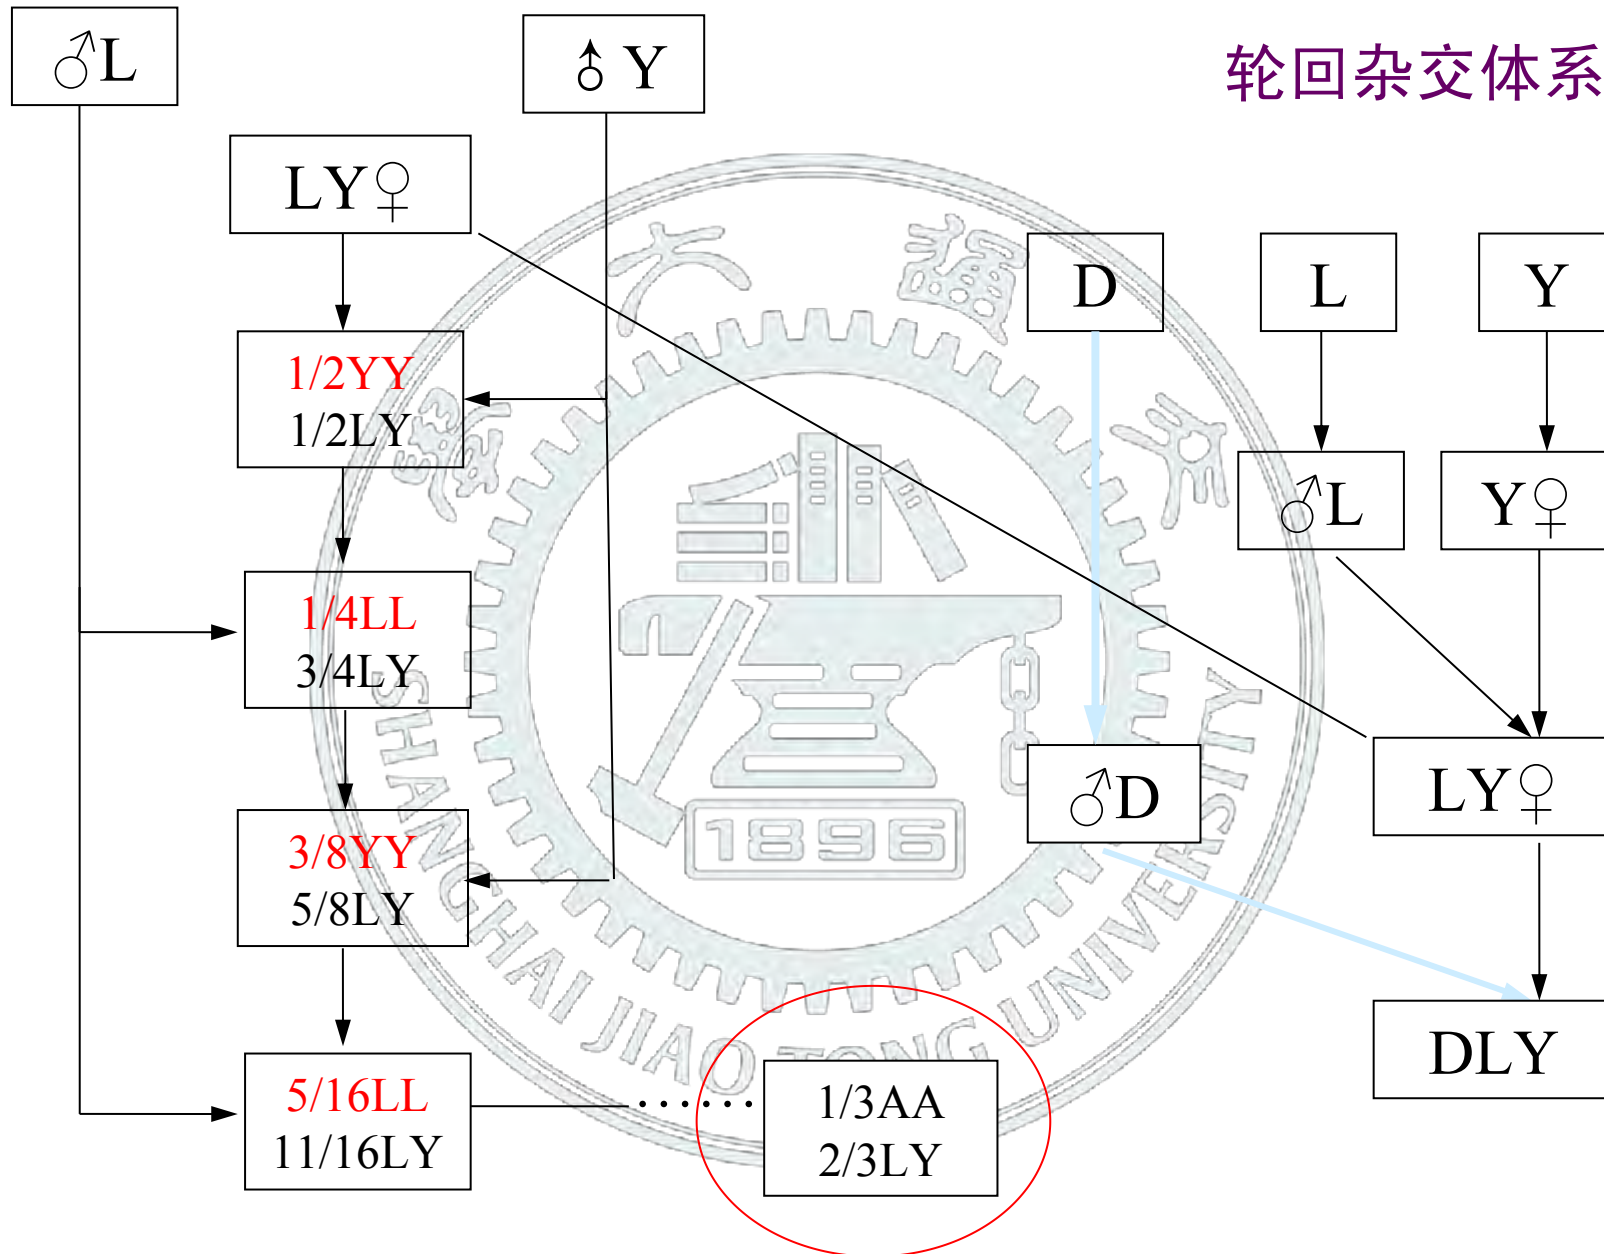 ♂L
♂Y
轮回杂交体系
LY♀
D
L
Y
1/2YY
1/2LY
♂L
Y♀
1/4LL
3/4LY
♂D
LY♀
3/8YY
5/8LY
1896
SHANGHAI JIAO TONG UNIVERSITY
DLY
5/16LL
11/16LY
······
1/3AA
2/3LY